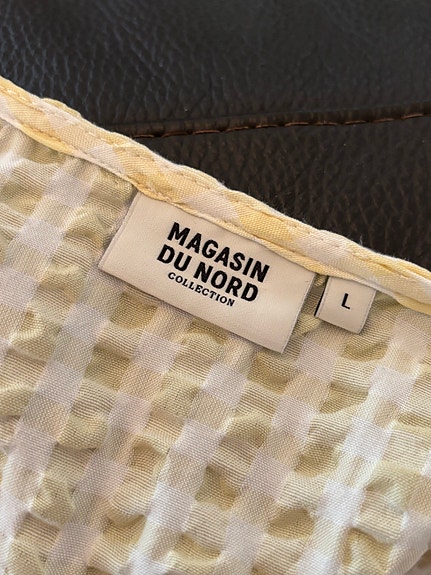 MAGASIN
DU NORD
COLLECTION
L